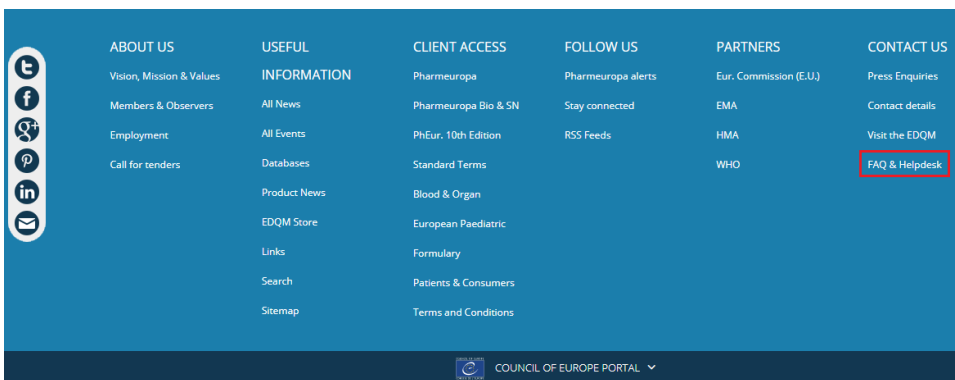 ABOUT US
Vision, Mission & Values
Members & Observers
Employment
Call for tenders
USEFUL
INFORMATION
All News
All Events
Databases
Product News
EDQM Store
Links
Search
Sitemap
CLIENT ACCESS
Pharmeuropa
Pharmeuropa Bio & SN
PhEur. 10th Edition
Standard Terms
Blood & Organ
European Paediatric
Formulary
Patients & Consumers
Terms and Conditions
FOLLOW US
Pharmeuropa alerts
Stay connected
RSS Feeds
PARTNERS
Eur. Commission (E.U.)
EMA
HMA
WHO
CONTACT US
Press Enquiries
Contact details
Visit the EDQM
FAQ & Helpdesk
COUNCIL OF EUROPE PORTAL